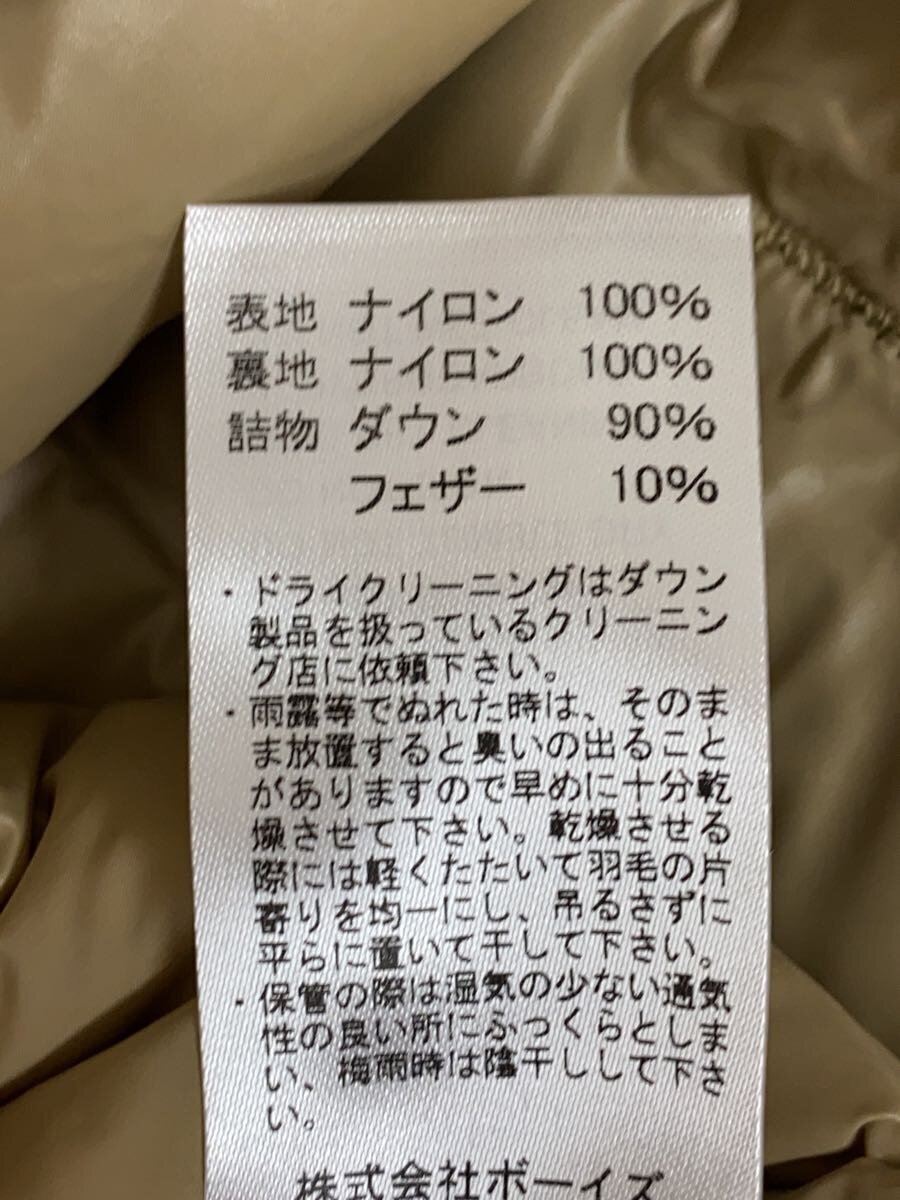 表地 ナイロン 100%
裏地 ナイロン 100%
詰物 ダウン 90%
フェザー 10%
・ドライクリーニングはダウン
製品を扱っているクリーニン
グ店に依頼下さい。
・雨露等でぬれた時は、そのま
ま放置すると臭いの出ること
がありますので早めに十分乾
燥させて下さい。乾燥させる
際には軽くたたいて羽毛の片
寄りを均一にし、吊るさずに
平らに置いて干して下さい。
・保管の際は湿気の少ない通気
性の良い所にふっくらとしま
い、梅雨時は陰干しして下さ
い。
株式会社ボーイズ